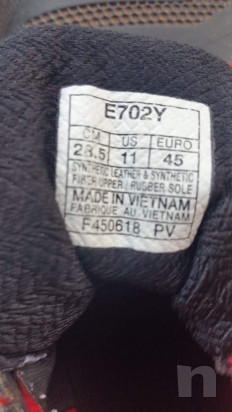 E702Y
CM US EURO
28.5 11 45
SYNTHETIC LEATHER & SYNTHETIC
FIBER UPPER / RUBBER SOLE
MADE IN VIETNAM
FABRIQUE AU VIETNAM
F450618 PV
n